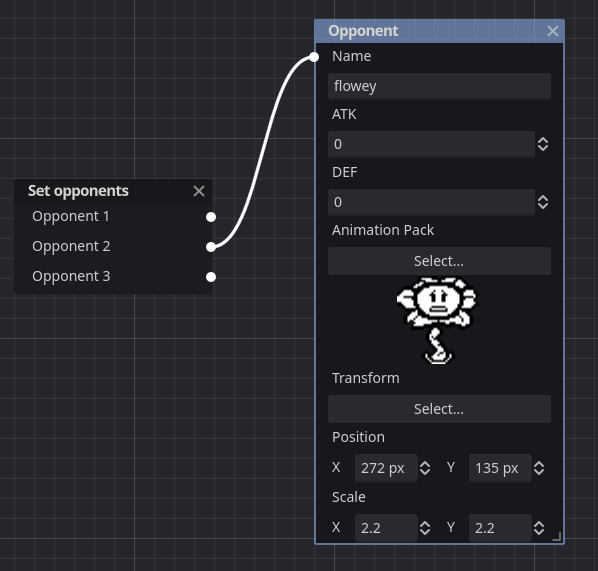 Set opponents
Opponent 1
Opponent 2
Opponent 3
Opponent
Name
flowey
ATK
0
DEF
0
Animation Pack
Select...
Transform
Select...
Position
X 272 px Y 135 px
Scale
X 2.2 Y 2.2